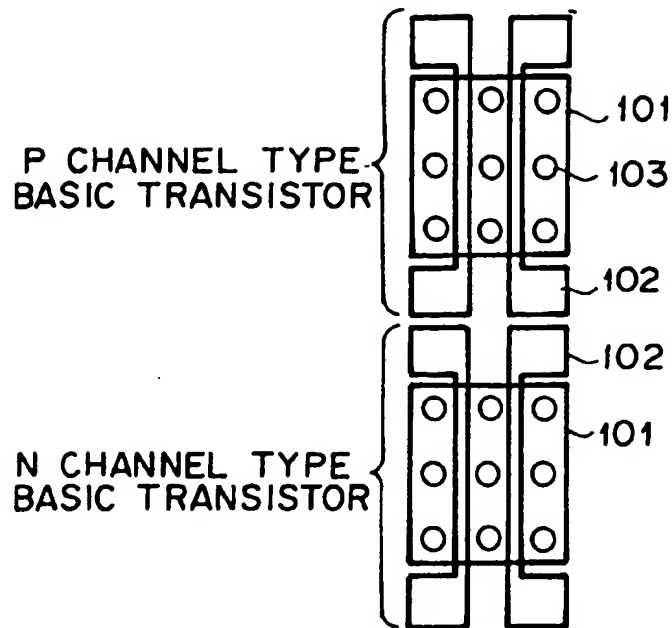 101
P CHANNEL TYPE
BASIC TRANSISTOR
103
102
102
101
N CHANNEL TYPE
BASIC TRANSISTOR